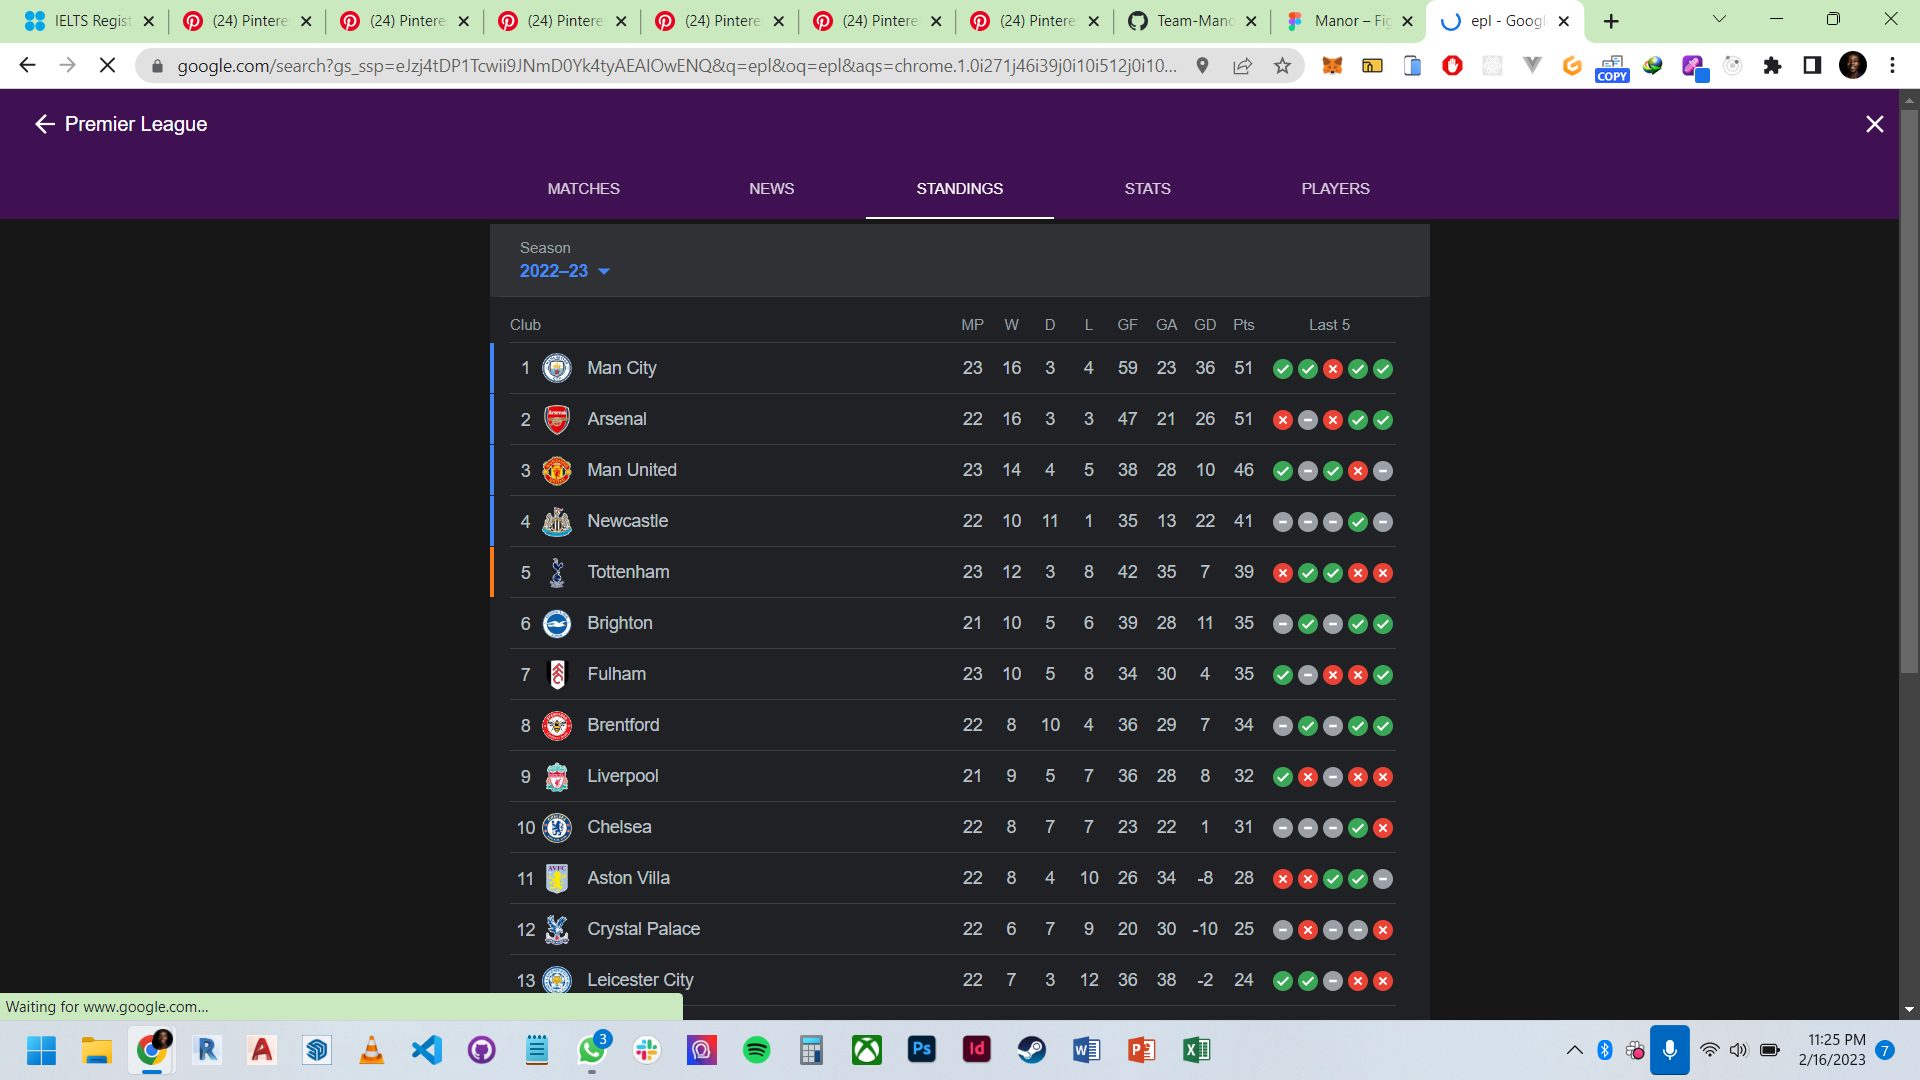 IELTS Regist
(24) Pintere
(24) Pintere
(24) Pintere
(24) Pintere
(24) Pintere
(24) Pintere
Team-Mano
Manor – Fig
epl - Googl
google.com/search?gs_ssp=eJzj4tDP1Tcwii9JNmD0Yk4tyAEAIOwENQ&q=epl&oq=epl&aqs=chrome.1.0i271j46i39j0i10i512j0i10...
COPY
Premier League
MATCHES NEWS STANDINGS STATS PLAYERS
Season
2022–23
Club MP W D L GF GA GD Pts Last 5
1 Man City 23 16 3 4 59 23 36 51
2 Arsenal 22 16 3 3 47 21 26 51
3 Man United 23 14 4 5 38 28 10 46
4 Newcastle 22 10 11 1 35 13 22 41
5 Tottenham 23 12 3 8 42 35 7 39
6 Brighton 21 10 5 6 39 28 11 35
7 Fulham 23 10 5 8 34 30 4 35
8 Brentford 22 8 10 4 36 29 7 34
9 Liverpool 21 9 5 7 36 28 8 32
10 Chelsea 22 8 7 7 23 22 1 31
11 Aston Villa 22 8 4 10 26 34 -8 28
12 Crystal Palace 22 6 7 9 20 30 -10 25
13 Leicester City 22 7 3 12 36 38 -2 24
Waiting for www.google.com...
3
11:25 PM
2/16/2023
7